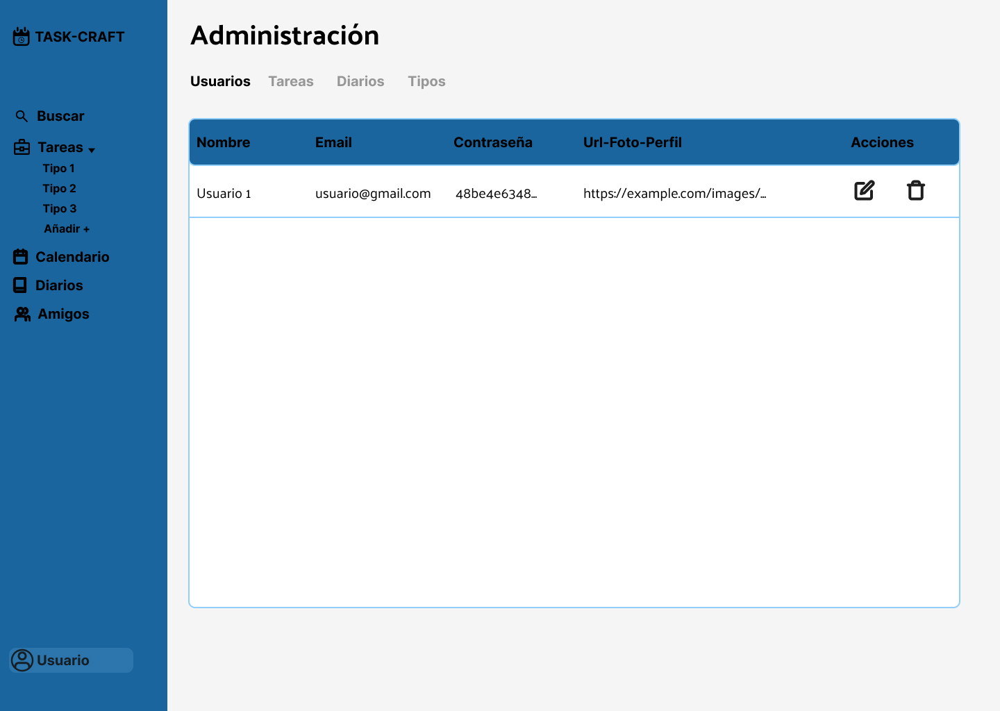 TASK-CRAFT
Buscar
Tareas
Tipo 1
Tipo 2
Tipo 3
Añadir +
Calendario
Diarios
Amigos
Usuario
Administración
Usuarios Tareas Diarios Tipos
Nombre Email Contraseña Url-Foto-Perfil Acciones
Usuario 1 usuario@gmail.com 48be4e6348... https://example.com/images/...